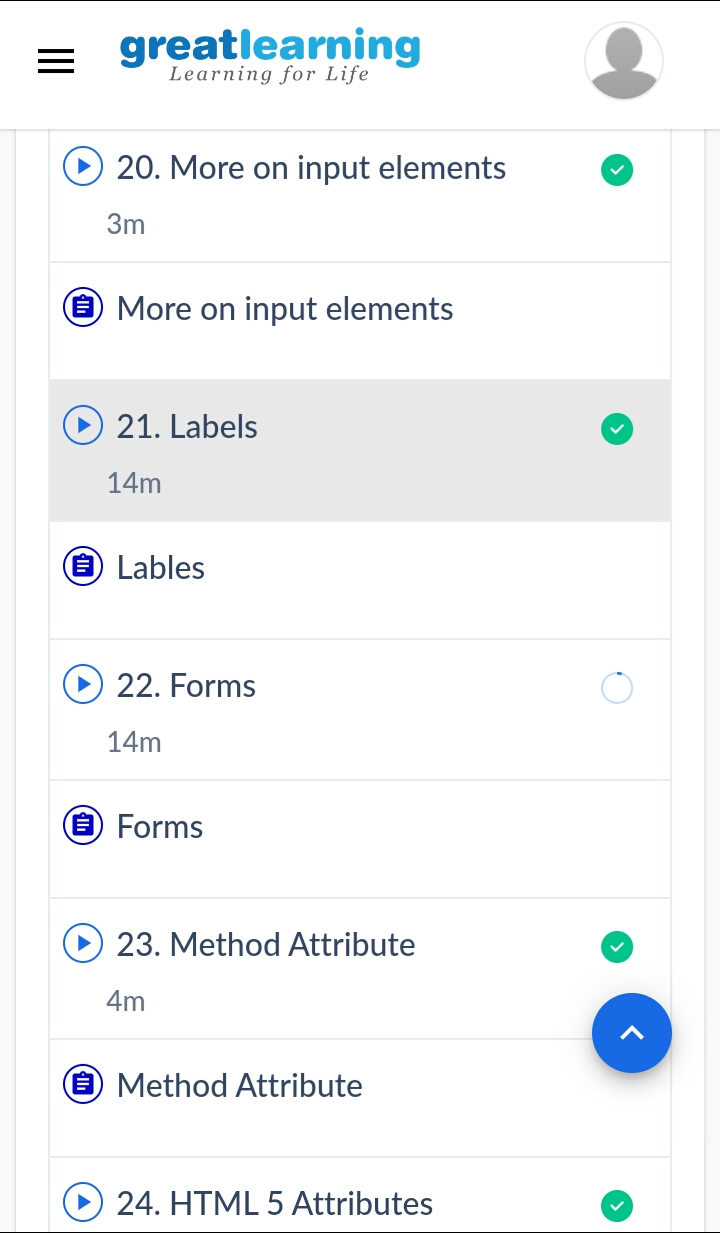 greatlearning
Learning for Life
20. More on input elements
3m
More on input elements
21. Labels
14m
Lables
22. Forms
14m
Forms
23. Method Attribute
4m
Method Attribute
24. HTML 5 Attributes